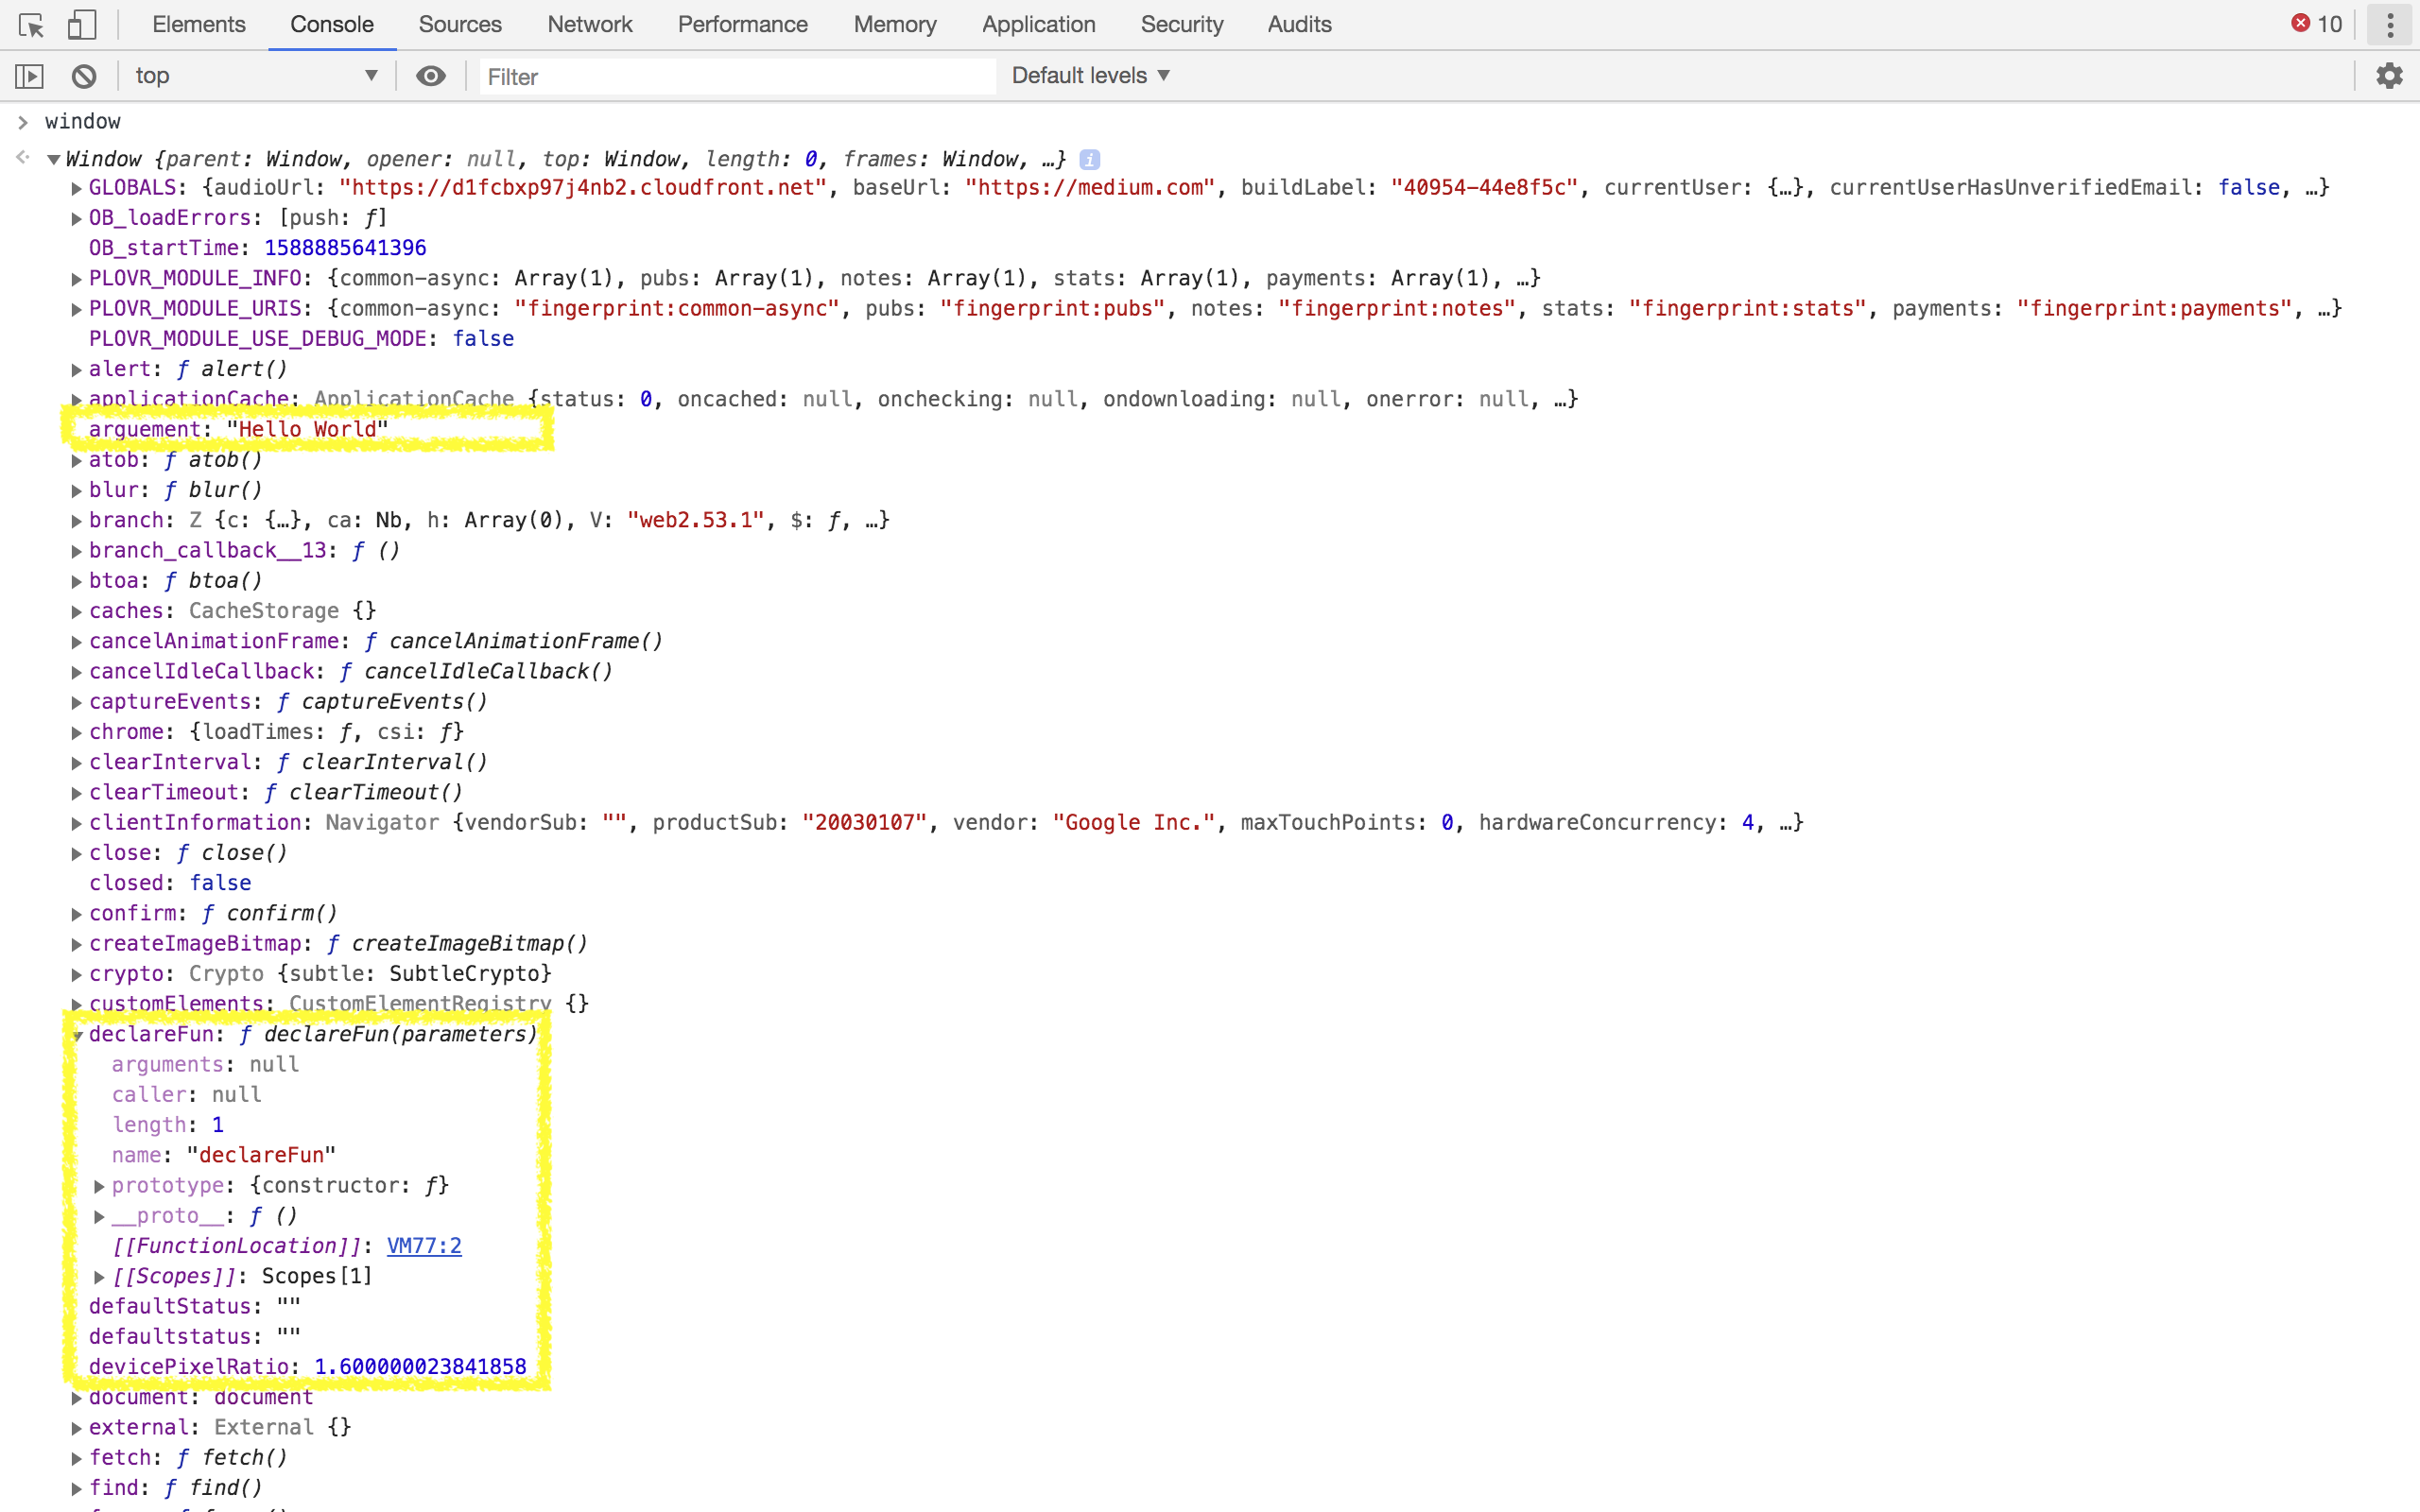 Elements Console Sources Network Performance Memory Application Security Audits 10
top ▼ Filter Default levels ▼
> window
▼Window {parent: Window, opener: null, top: Window, length: 0, frames: Window, …} i
▶GLOBALS: {audioUrl: "https://d1fcbxp97j4nb2.cloudfront.net", baseUrl: "https://medium.com", buildLabel: "40954-44e8f5c", currentUser: {…}, currentUserHasUnverifiedEmail: false, …}
▶OB_loadErrors: [push: ƒ]
OB_startTime: 1588885641396
▶PLOVR_MODULE_INFO: {common-async: Array(1), pubs: Array(1), notes: Array(1), stats: Array(1), payments: Array(1), …}
▶PLOVR_MODULE_URIS: {common-async: "fingerprint:common-async", pubs: "fingerprint:pubs", notes: "fingerprint:notes", stats: "fingerprint:stats", payments: "fingerprint:payments", …}
PLOVR_MODULE_USE_DEBUG_MODE: false
▶alert: ƒ alert()
▶applicationCache: ApplicationCache {status: 0, oncached: null, onchecking: null, ondownloading: null, onerror: null, …}
arguement: "Hello World"
▶atob: ƒ atob()
▶blur: ƒ blur()
▶branch: Z {c: {…}, ca: Nb, h: Array(0), V: "web2.53.1", $: ƒ, …}
▶branch_callback__13: ƒ ()
▶btoa: ƒ btoa()
▶caches: CacheStorage {}
▶cancelAnimationFrame: ƒ cancelAnimationFrame()
▶cancelIdleCallback: ƒ cancelIdleCallback()
▶captureEvents: ƒ captureEvents()
▶chrome: {loadTimes: ƒ, csi: ƒ}
▶clearInterval: ƒ clearInterval()
▶clearTimeout: ƒ clearTimeout()
▶clientInformation: Navigator {vendorSub: "", productSub: "20030107", vendor: "Google Inc.", maxTouchPoints: 0, hardwareConcurrency: 4, …}
▶close: ƒ close()
closed: false
▶confirm: ƒ confirm()
▶createImageBitmap: ƒ createImageBitmap()
▶crypto: Crypto {subtle: SubtleCrypto}
▶customElements: CustomElementRegistry {}
▼declareFun: ƒ declareFun(parameters)
arguments: null
caller: null
length: 1
name: "declareFun"
▶prototype: {constructor: ƒ}
▶__proto__: ƒ ()
[[FunctionLocation]]: VM77:2
▶[[Scopes]]: Scopes[1]
defaultStatus: ""
defaultstatus: ""
devicePixelRatio: 1.600000023841858
▶document: document
▶external: External {}
▶fetch: ƒ fetch()
▶find: ƒ find()